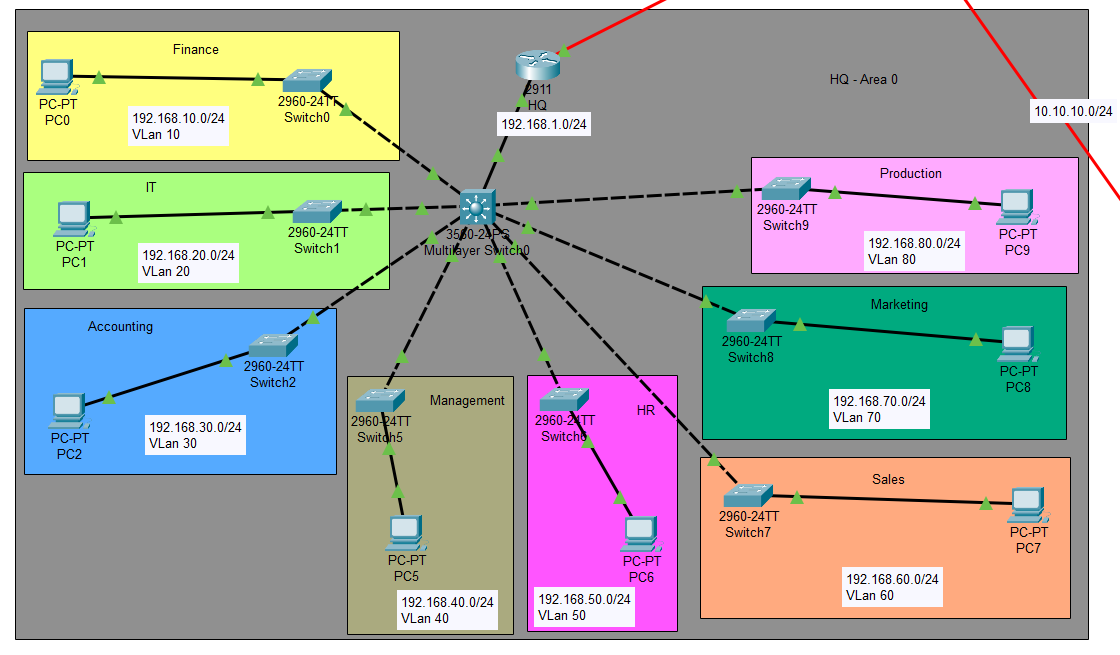 Finance
PC-PT
PC0
2960-24TT
Switch0
192.168.10.0/24
VLan 10
2911
HQ
192.168.1.0/24
HQ - Area 0
10.10.10.0/24
IT
PC-PT
PC1
2960-24TT
Switch1
192.168.20.0/24
VLan 20
3560-24PS
Multilayer Switch0
Production
2960-24TT
Switch9
PC-PT
PC9
192.168.80.0/24
VLan 80
Accounting
2960-24TT
Switch2
PC-PT
PC2
192.168.30.0/24
VLan 30
Marketing
2960-24TT
Switch8
PC-PT
PC8
192.168.70.0/24
VLan 70
Management
2960-24TT
Switch5
PC-PT
PC5
192.168.40.0/24
VLan 40
HR
2960-24TT
Switch6
PC-PT
PC6
192.168.50.0/24
VLan 50
Sales
2960-24TT
Switch7
PC-PT
PC7
192.168.60.0/24
VLan 60